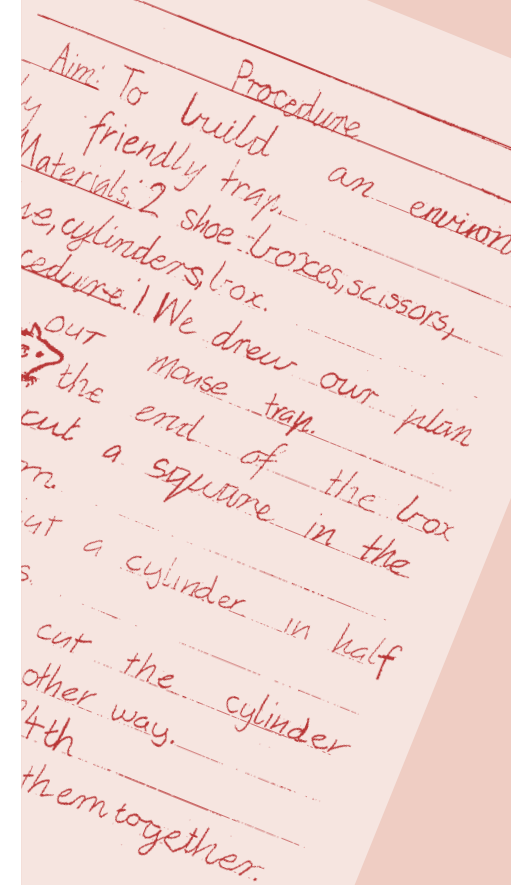 Procedure
Aim: To build an environ
y friendly trap.
Materials: 2 shoe boxes, scissors,
cylinders, box.
cedure: 1 We drew our plan
our mouse trap.
the end of the box
cut a square in the
m.
ut a cylinder in half
s.
cut the cylinder
other way.
4th
them together.